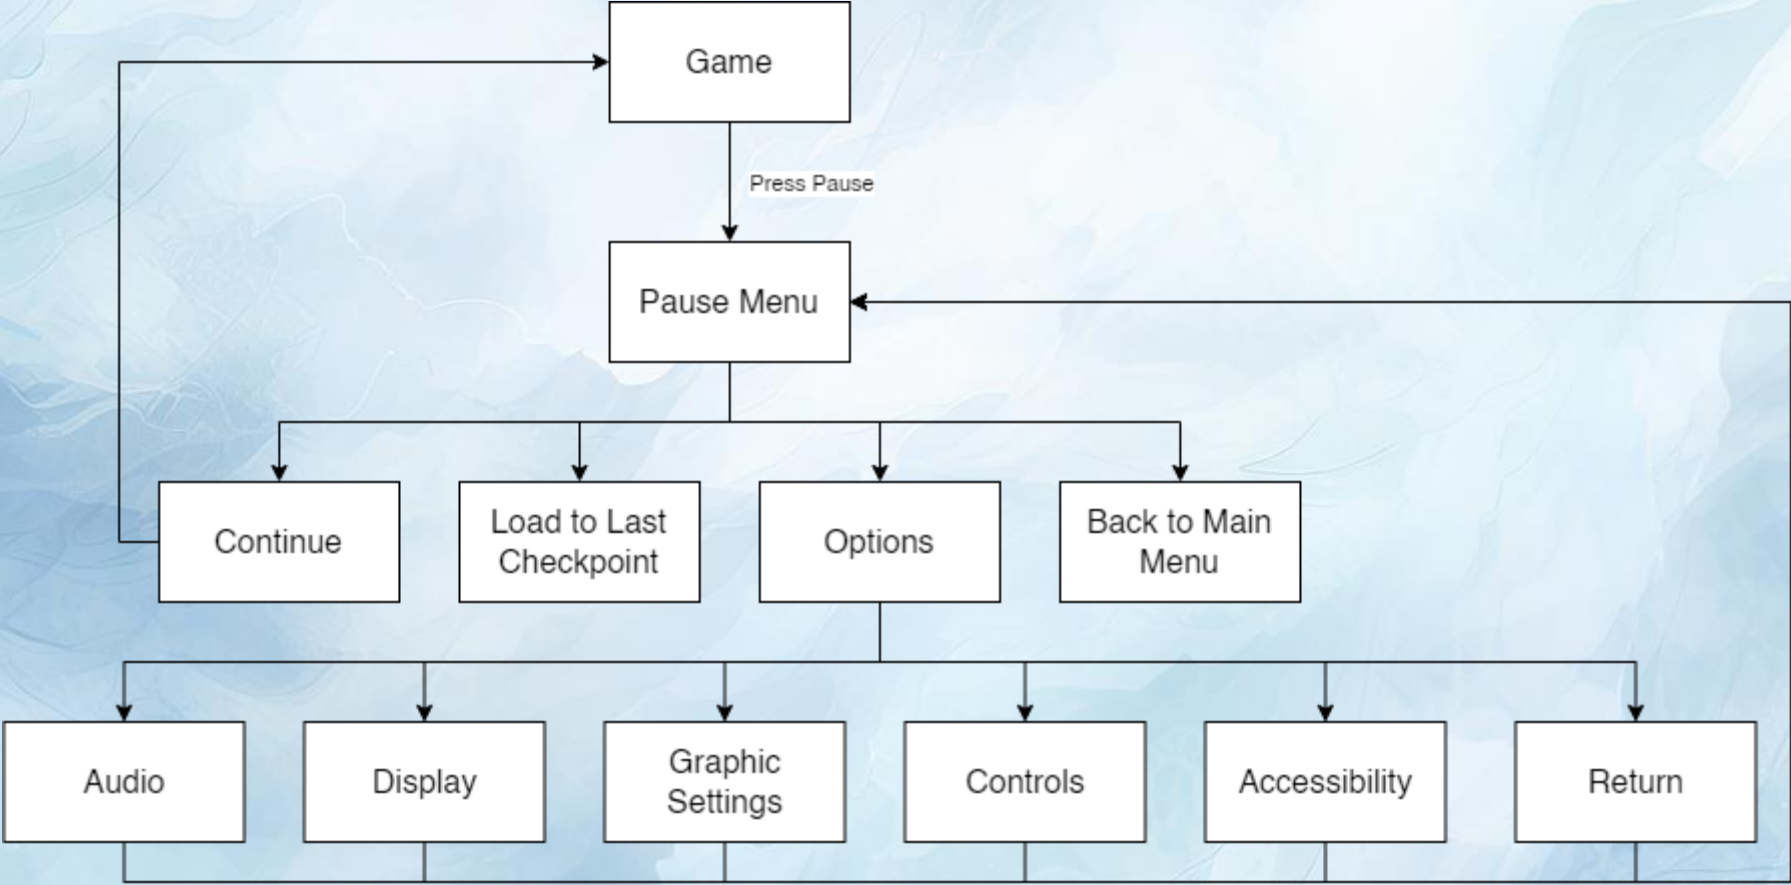 Game
Press Pause
Pause Menu
Continue
Load to Last
Checkpoint
Options
Back to Main
Menu
Audio
Display
Graphic
Settings
Controls
Accessibility
Return